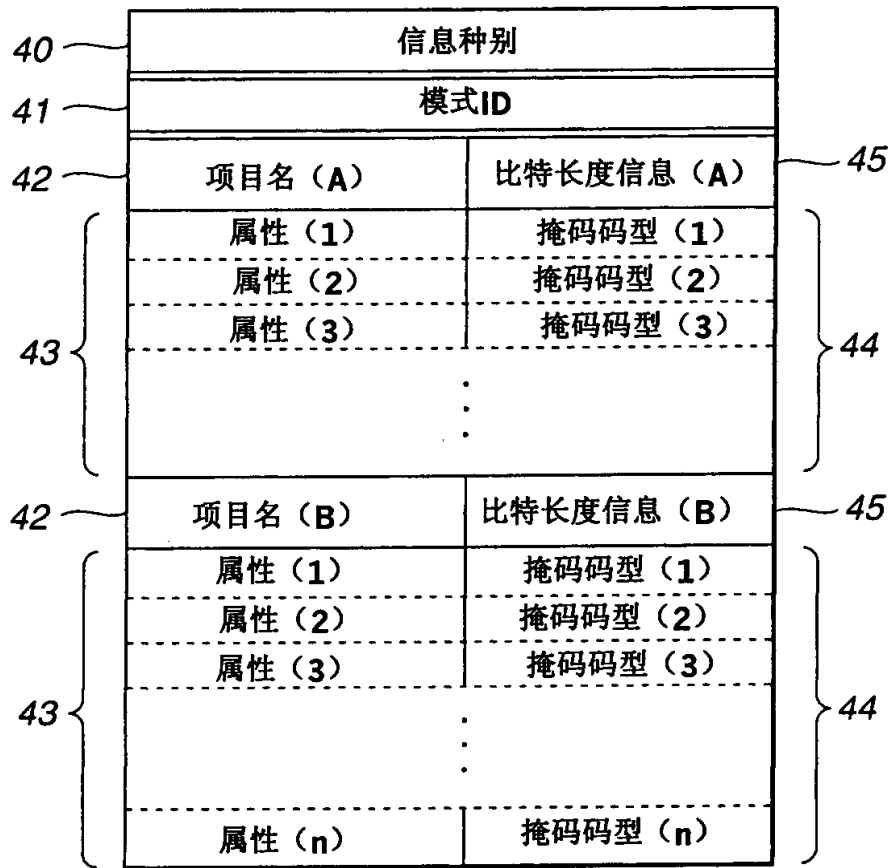 40 信息种别
41 模式ID
42 项目名（A） 比特长度信息（A） 45
属性（1） 掩码码型（1）
属性（2） 掩码码型（2）
属性（3） 掩码码型（3）
43 44
42 项目名（B） 比特长度信息（B） 45
属性（1） 掩码码型（1）
属性（2） 掩码码型（2）
属性（3） 掩码码型（3）
43 44
属性（n） 掩码码型（n）